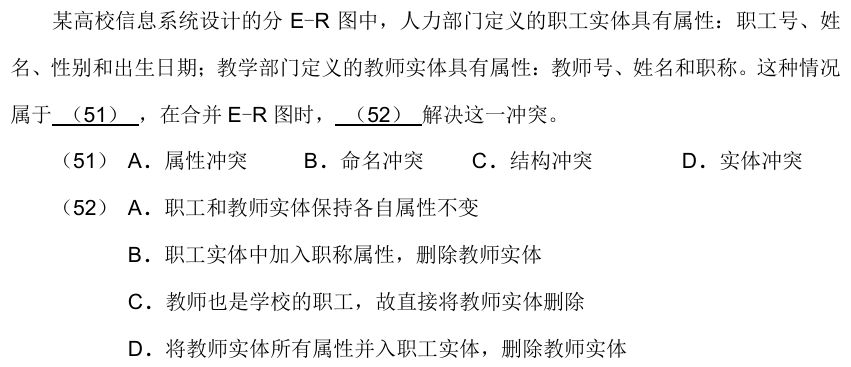 某高校信息系统设计的分 E-R 图中，人力部门定义的职工实体具有属性：职工号、姓
名、性别和出生日期；教学部门定义的教师实体具有属性：教师号、姓名和职称。这种情况
属于 （51） ，在合并 E-R 图时， （52） 解决这一冲突。
（51） A．属性冲突 B．命名冲突 C．结构冲突 D．实体冲突
（52） A．职工和教师实体保持各自属性不变
B．职工实体中加入职称属性，删除教师实体
C．教师也是学校的职工，故直接将教师实体删除
D．将教师实体所有属性并入职工实体，删除教师实体